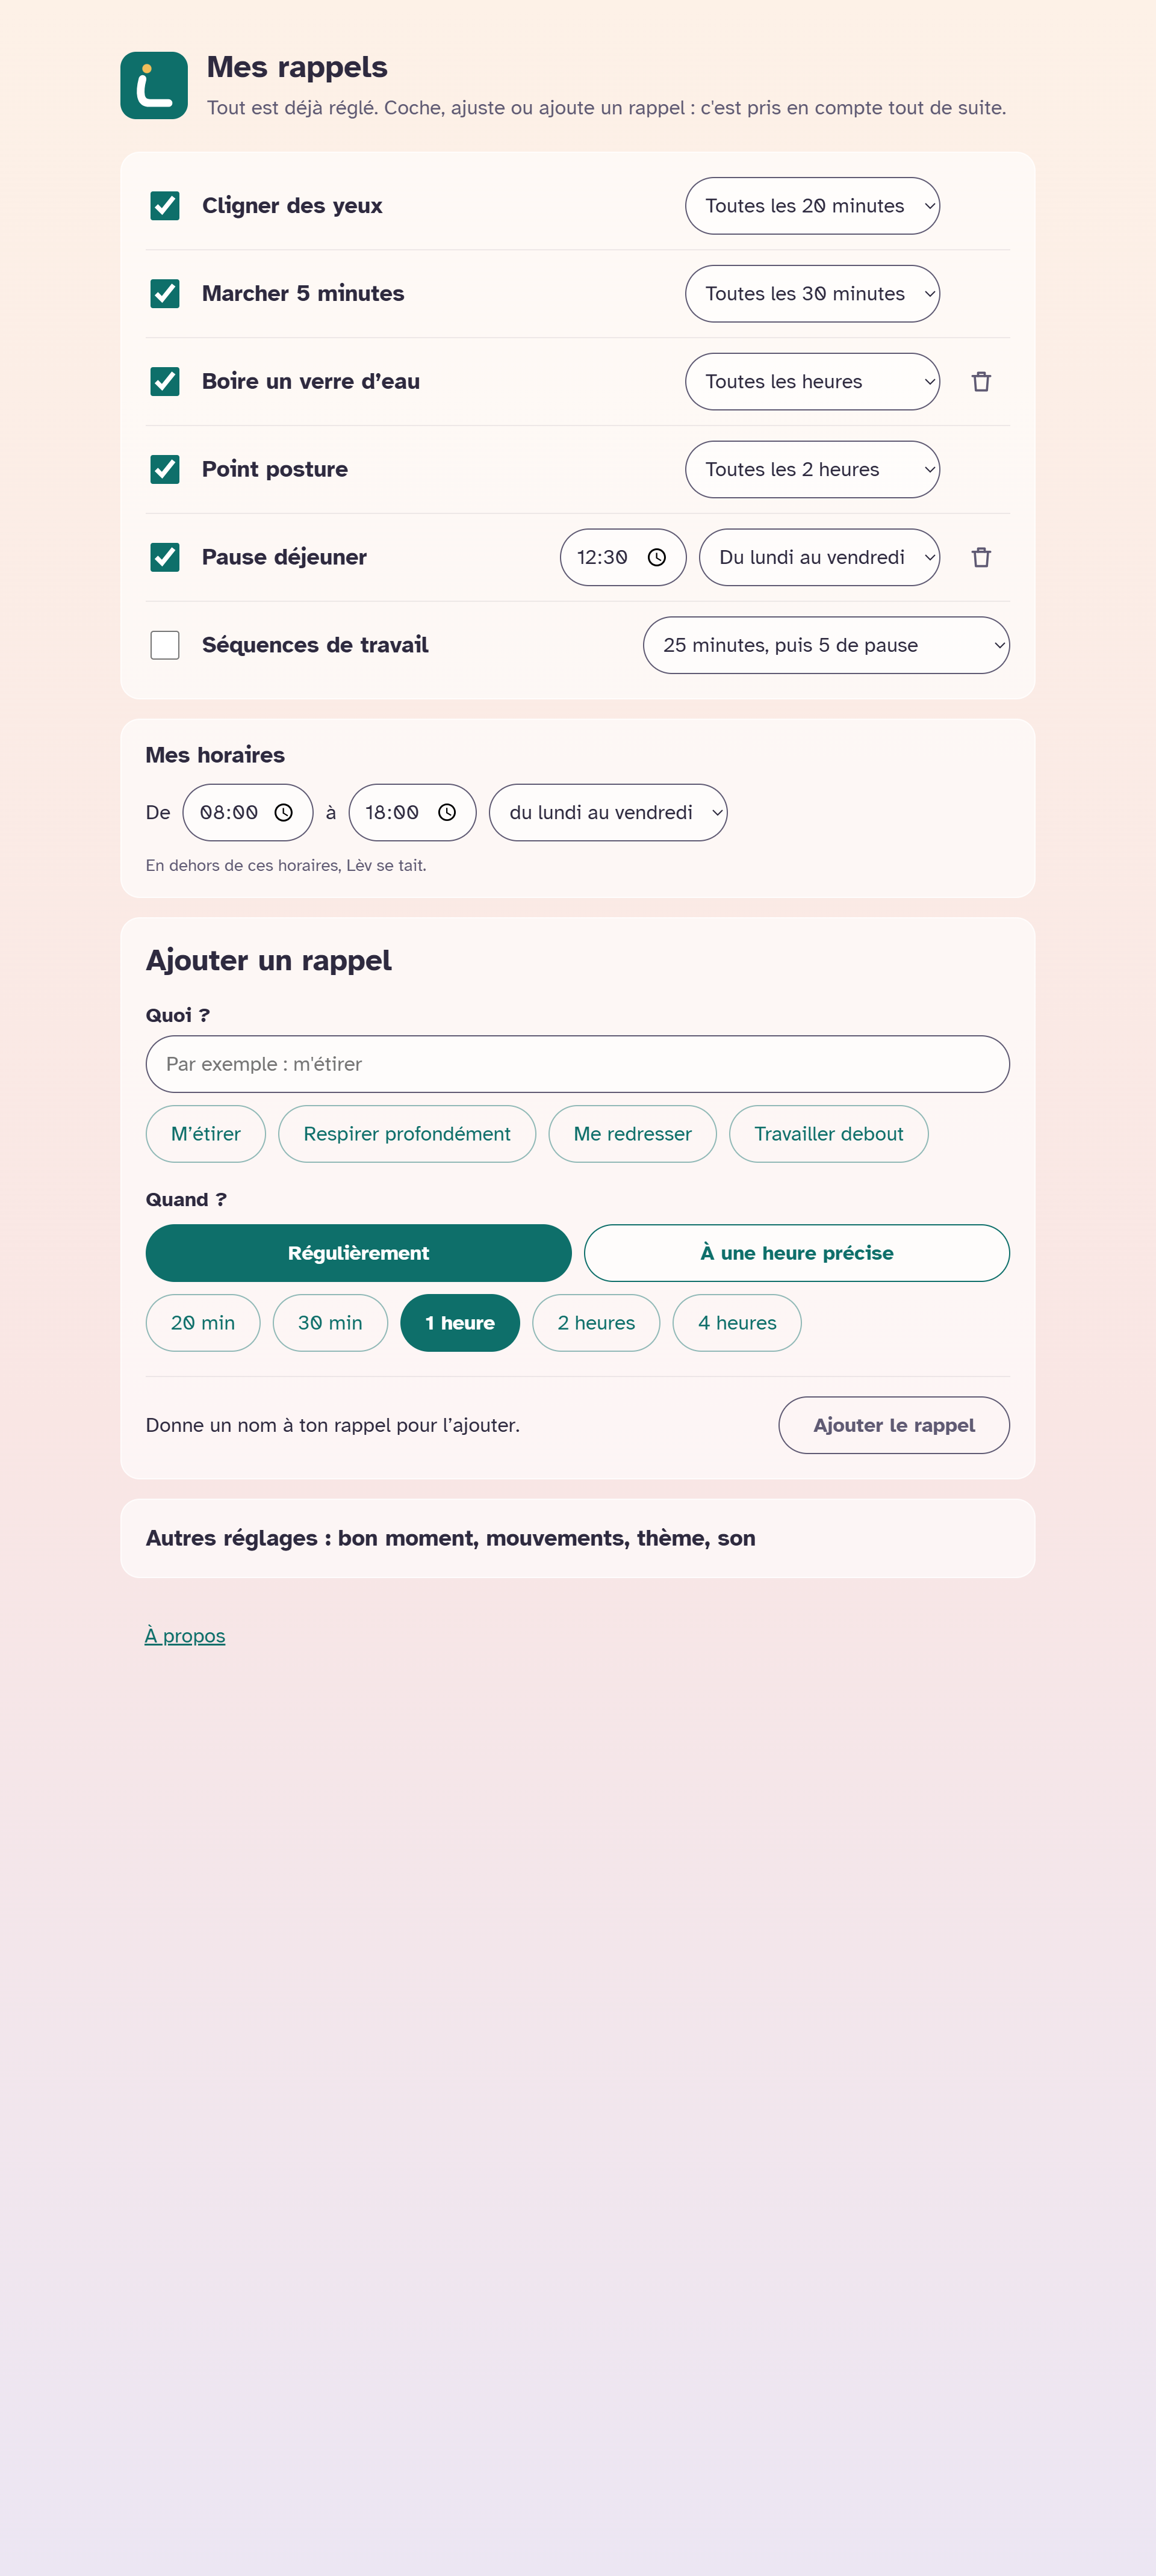 Mes rappels
Tout est déjà réglé. Coche, ajuste ou ajoute un rappel : c'est pris en compte tout de suite.
Cligner des yeux Toutes les 20 minutes
Marcher 5 minutes Toutes les 30 minutes
Boire un verre d’eau Toutes les heures
Point posture Toutes les 2 heures
Pause déjeuner 12:30 Du lundi au vendredi
Séquences de travail 25 minutes, puis 5 de pause
Mes horaires
De 08:00 à 18:00 du lundi au vendredi
En dehors de ces horaires, Lèv se tait.
Ajouter un rappel
Quoi ?
Par exemple : m'étirer
M’étirer Respirer profondément Me redresser Travailler debout
Quand ?
Régulièrement À une heure précise
20 min 30 min 1 heure 2 heures 4 heures
Donne un nom à ton rappel pour l’ajouter. Ajouter le rappel
Autres réglages : bon moment, mouvements, thème, son
À propos